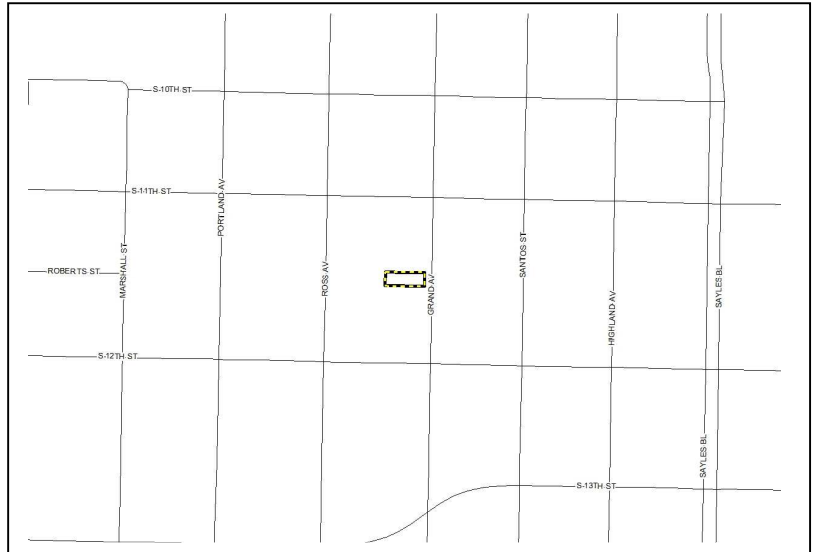 S 10TH ST
S 11TH ST
PORTLAND AV
MARSHALL ST
ROBERTS ST
ROSS AV
GRAND AV
SANTOS ST
HIGHLAND AV
SAYLES BL
S 12TH ST
SAYLES BL
S 13TH ST